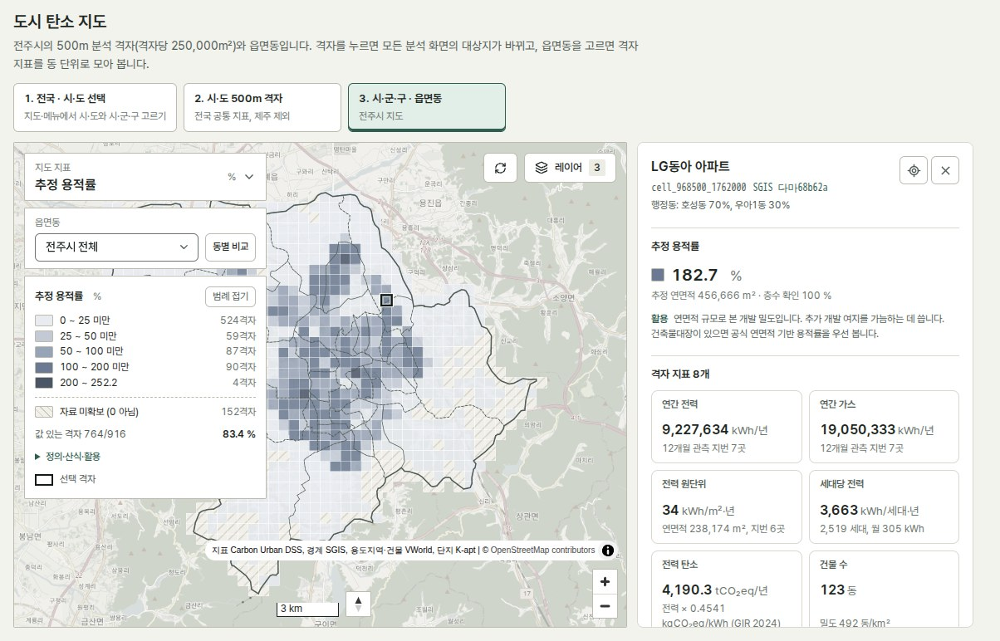 도시 탄소 지도
전주시의 500m 분석 격자(격자당 250,000m²)와 읍면동입니다. 격자를 누르면 모든 분석 화면의 대상지가 바뀌고, 읍면동을 고르면 격자
지표를 동 단위로 모아 봅니다.
1. 전국 · 시·도 선택
지도·메뉴에서 시·도와 시·군·구 고르기
2. 시·도 500m 격자
전국 공통 지표, 제주 제외
3. 시·군·구 · 읍면동
전주시 지도
지도 지표
추정 용적률
%
레이어 3
읍면동
전주시 전체
동별 비교
추정 용적률 %
범례 접기
0 ~ 25 미만 524격자
25 ~ 50 미만 59격자
50 ~ 100 미만 87격자
100 ~ 200 미만 90격자
200 ~ 252.2 4격자
자료 미확보 (0 아님) 152격자
값 있는 격자 764/916 83.4 %
정의·산식·활용
선택 격자
용진읍
소양면
상관면
봉남면
금산면
구이면
17
지표 Carbon Urban DSS, 경계 SGIS, 용도지역·건물 VWorld, 단지 K-apt | © OpenStreetMap contributors
3 km
LG동아 아파트
cell_968500_1762000 SGIS 다마68b62a
행정동: 호성동 70%, 우아1동 30%
추정 용적률
182.7 %
추정 연면적 456,666 m² · 층수 확인 100 %
활용 연면적 규모로 본 개발 밀도입니다. 추가 개발 여지를 가늠하는 데 씁니다.
건축물대장이 있으면 공식 연면적 기반 용적률을 우선 봅니다.
격자 지표 8개
연간 전력
9,227,634 kWh/년
12개월 관측 지번 7곳
연간 가스
19,050,333 kWh/년
12개월 관측 지번 7곳
전력 원단위
34 kWh/m²·년
연면적 238,174 m², 지번 6곳
세대당 전력
3,663 kWh/세대·년
2,519 세대, 월 305 kWh
전력 탄소
4,190.3 tCO₂eq/년
전력 × 0.4541
kgCO₂eq/kWh (GIR 2024)
건물 수
123 동
밀도 492 동/km²